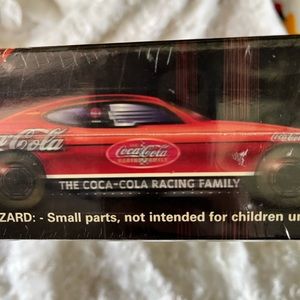 Cola
Coca-Cola
RACING FAMILY
Coca-Cola
THE COCA-COLA RACING FAMILY
ZARD: - Small parts, not intended for children un